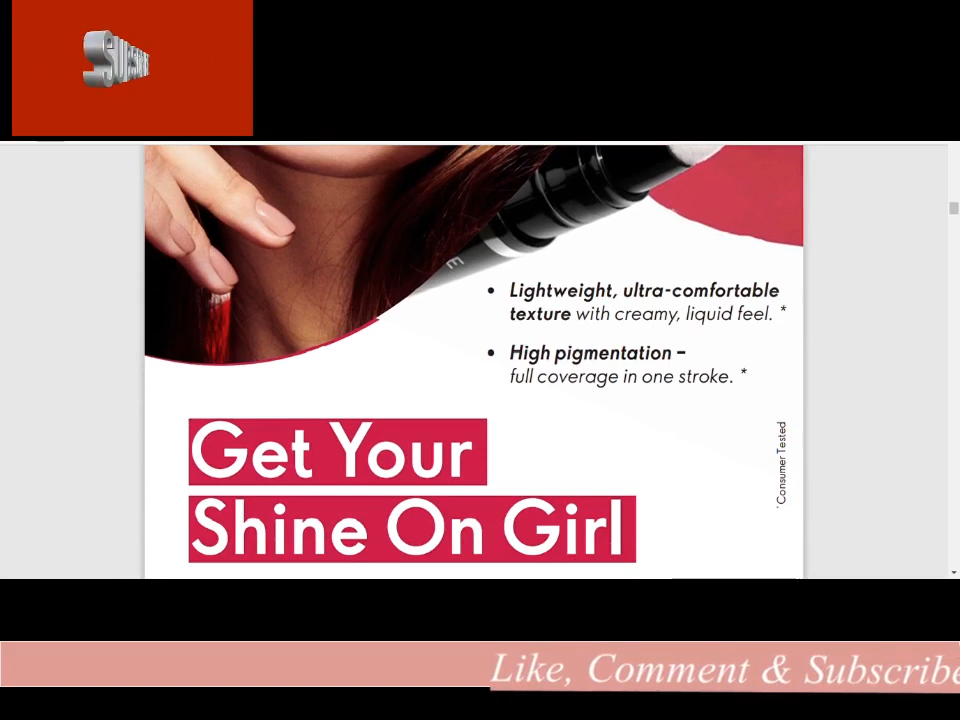 Lightweight, ultra-comfortable
texture with creamy, liquid feel. *
High pigmentation –
full coverage in one stroke. *
*Consumer Tested
Get Your
Shine On Girl
Like, Comment & Subscribe